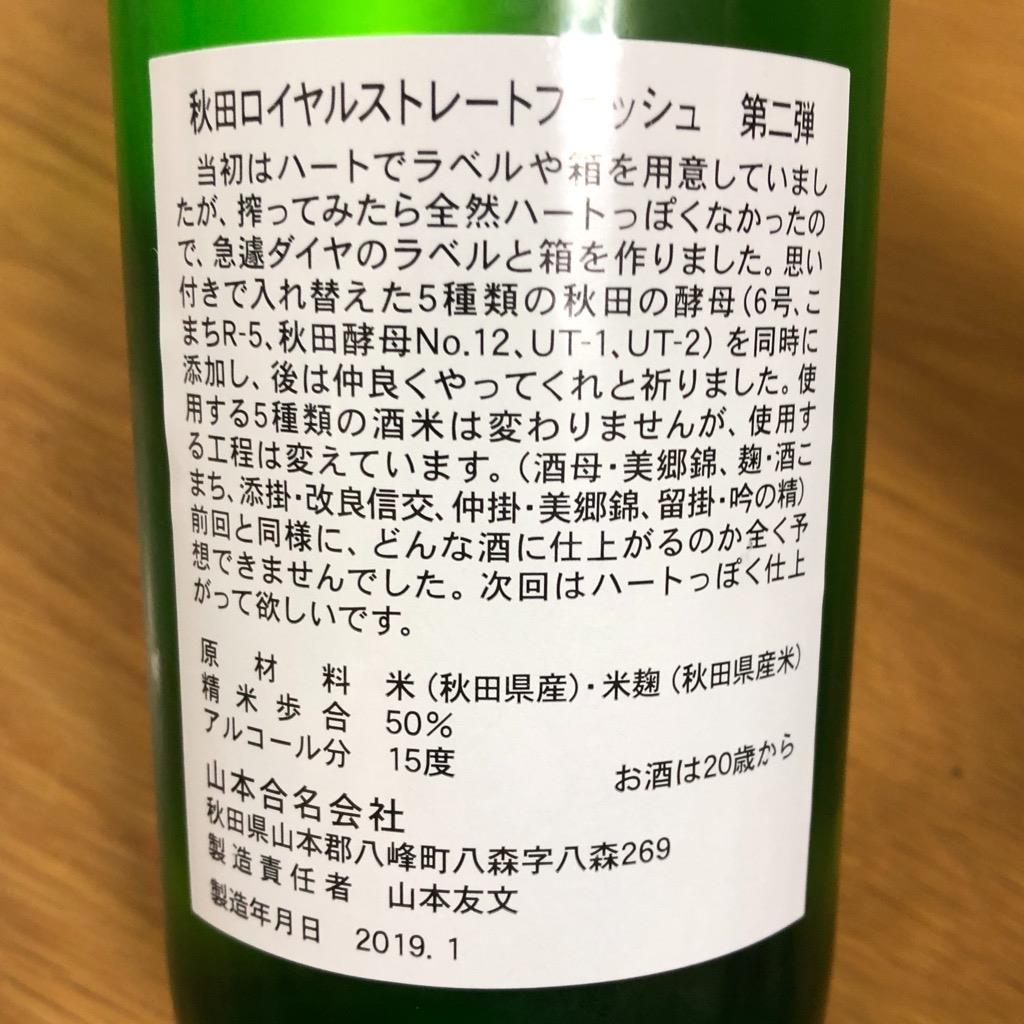 秋田ロイヤルストレートフラッシュ 第二弾
当初はハートでラベルや箱を用意していまし
たが、搾ってみたら全然ハートっぽくなかったの
で、急遽ダイヤのラベルと箱を作りました。思い
付きで入れ替えた5種類の秋田の酵母(6号、こ
まちR-5、秋田酵母No.12、UT-1、UT-2)を同時に
添加し、後は仲良くやってくれと祈りました。使
用する5種類の酒米は変わりませんが、使用す
る工程は変えています。(酒母・美郷錦、麹・酒こ
まち、添掛・改良信交、仲掛・美郷錦、留掛・吟の精)
前回と同様に、どんな酒に仕上がるのか全く予
想できませんでした。次回はハートっぽく仕上
がって欲しいです。
原材料 米(秋田県産)・米麹(秋田県産米)
精米歩合 50%
アルコール分 15度
お酒は20歳から
山本合名会社
秋田県山本郡八峰町八森字八森269
製造責任者 山本友文
製造年月日 2019.1